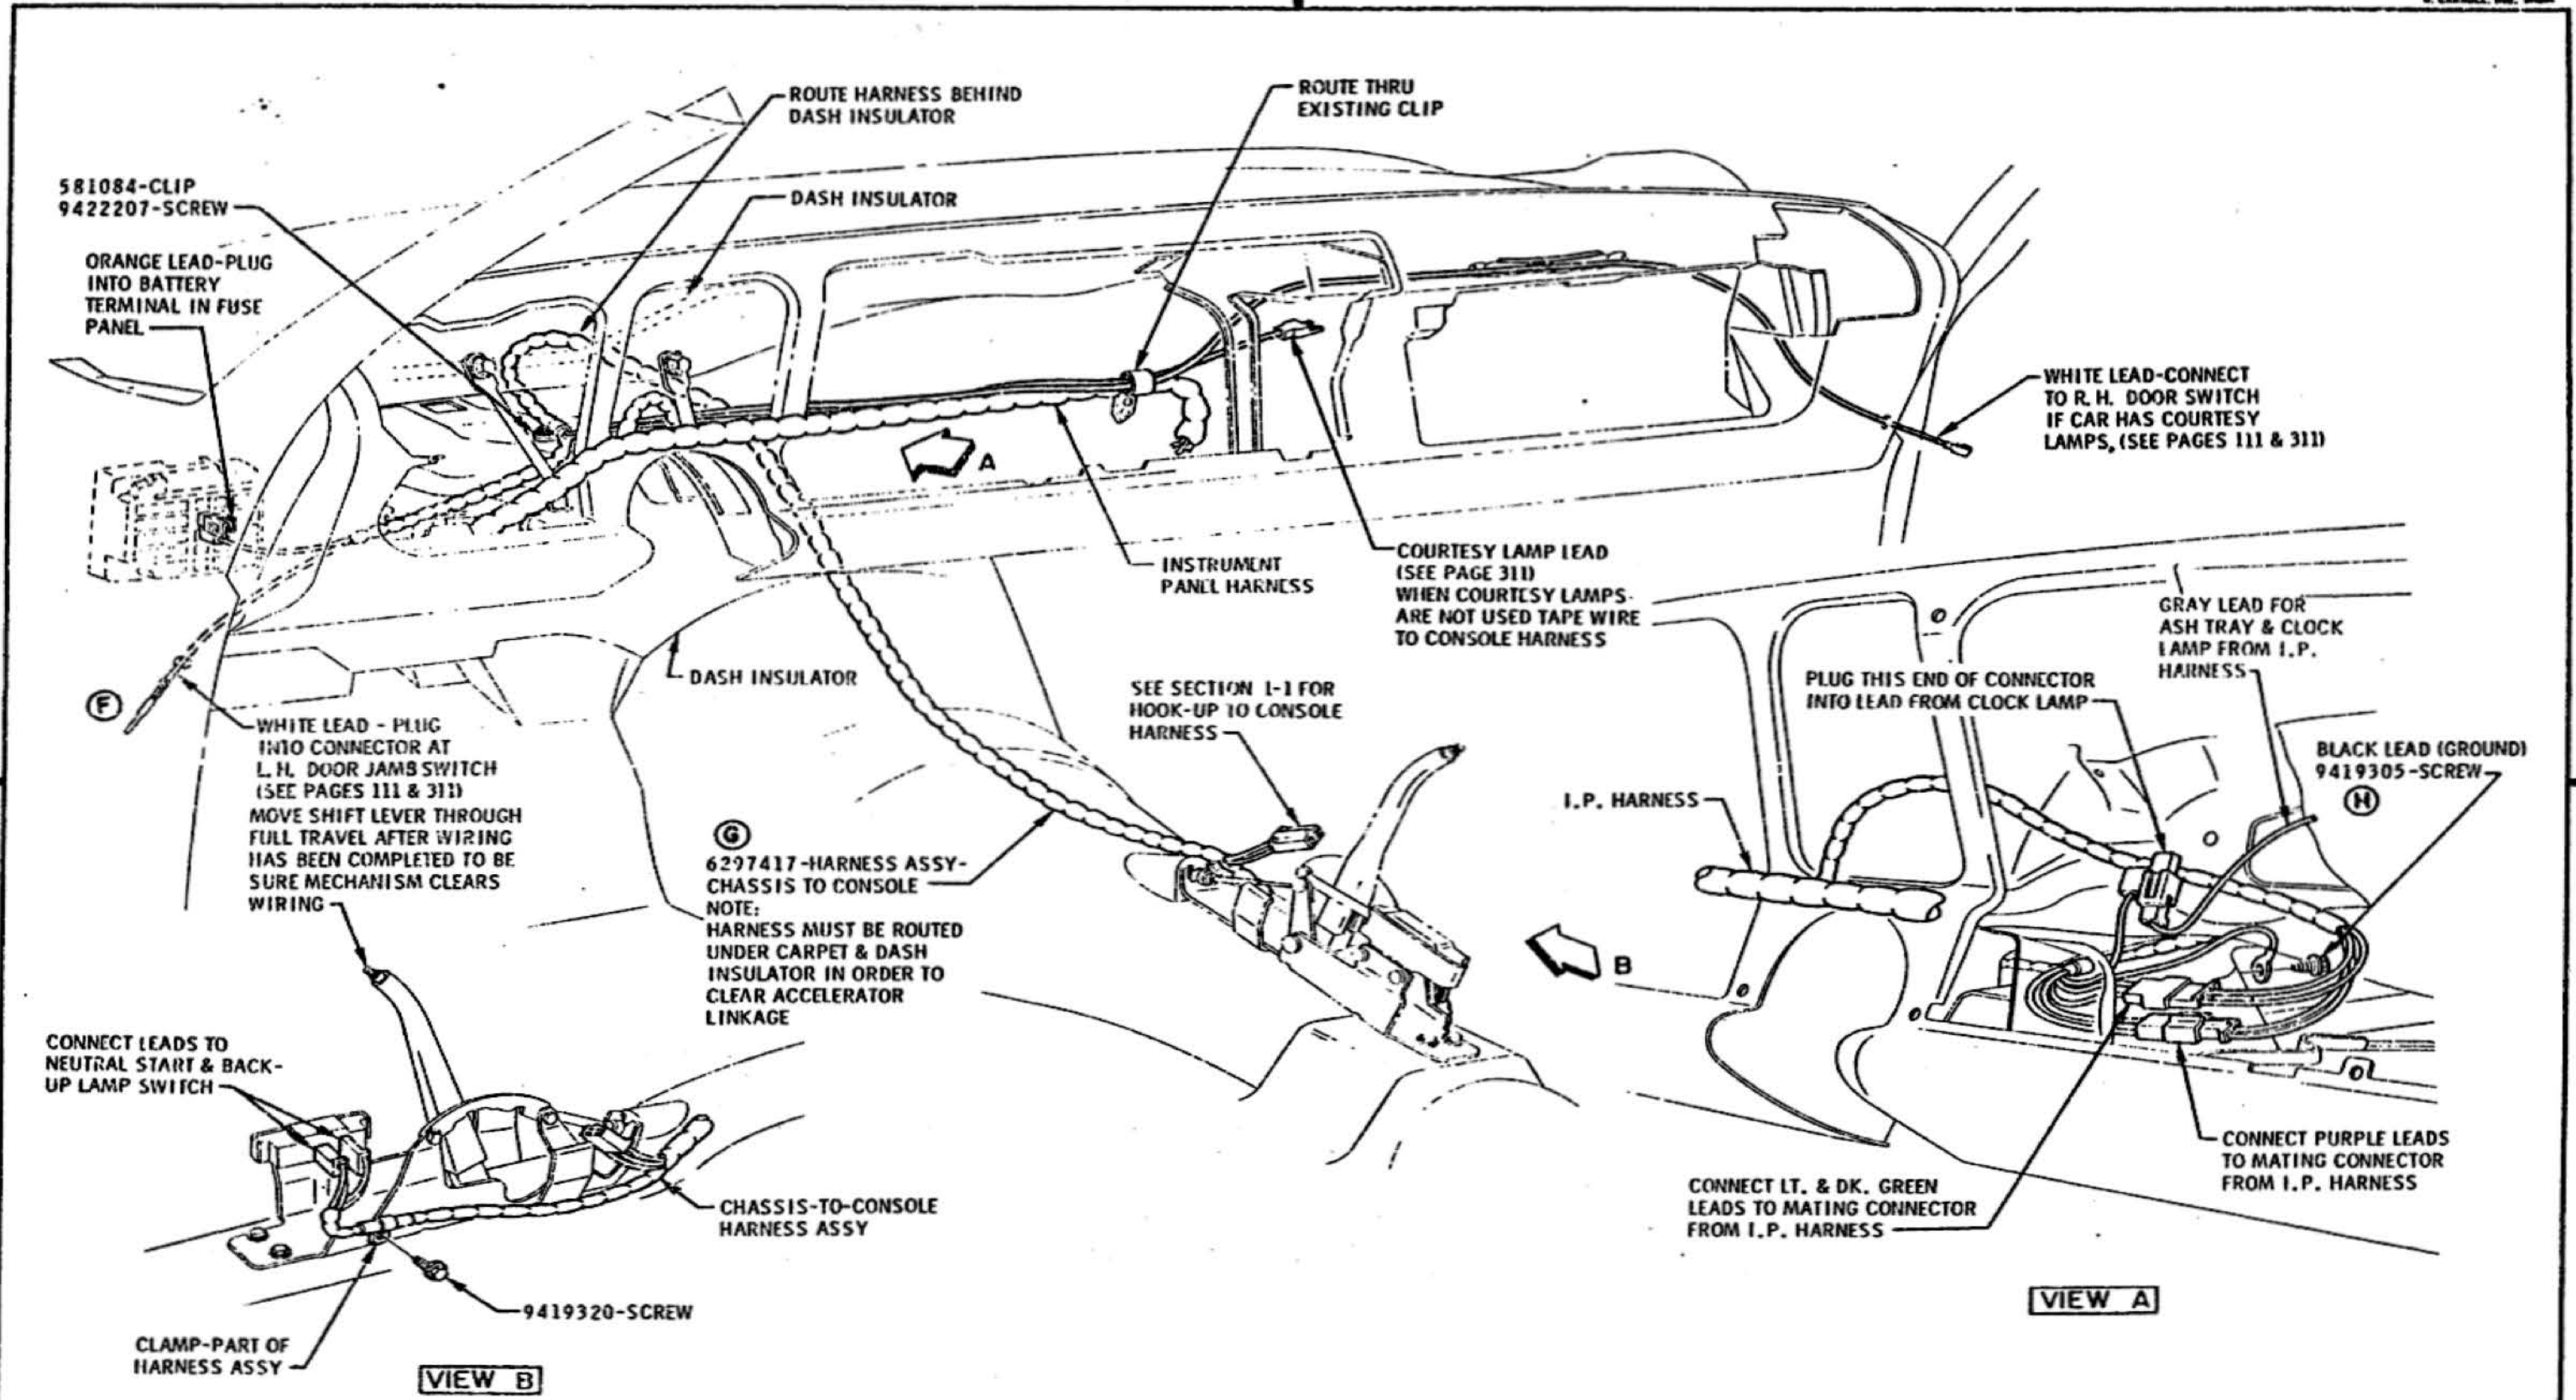 ROUTE HARNESS BEHIND
DASH INSULATOR
ROUTE THRU
EXISTING CLIP
581084-CLIP
9422207-SCREW
DASH INSULATOR
ORANGE LEAD-PLUG
INTO BATTERY
TERMINAL IN FUSE
PANEL
WHITE LEAD-CONNECT
TO R.H. DOOR SWITCH
IF CAR HAS COURTESY
LAMPS, (SEE PAGES 111 & 311)
A
INSTRUMENT
PANEL HARNESS
COURTESY LAMP LEAD
(SEE PAGE 311)
WHEN COURTESY LAMPS
ARE NOT USED TAPE WIRE
TO CONSOLE HARNESS
GRAY LEAD FOR
ASH TRAY & CLOCK
LAMP FROM I.P.
HARNESS
DASH INSULATOR
SEE SECTION 1-1 FOR
HOOK-UP TO CONSOLE
HARNESS
PLUG THIS END OF CONNECTOR
INTO LEAD FROM CLOCK LAMP
F
WHITE LEAD - PLUG
INTO CONNECTOR AT
L.H. DOOR JAMB SWITCH
(SEE PAGES 111 & 311)
MOVE SHIFT LEVER THROUGH
FULL TRAVEL AFTER WIRING
HAS BEEN COMPLETED TO BE
SURE MECHANISM CLEARS
WIRING
BLACK LEAD (GROUND)
9419305-SCREW
H
I.P. HARNESS
G
6297417-HARNESS ASSY-
CHASSIS TO CONSOLE
NOTE:
HARNESS MUST BE ROUTED
UNDER CARPET & DASH
INSULATOR IN ORDER TO
CLEAR ACCELERATOR
LINKAGE
B
CONNECT LEADS TO
NEUTRAL START & BACK-
UP LAMP SWITCH
CONNECT PURPLE LEADS
TO MATING CONNECTOR
FROM I.P. HARNESS
CONNECT LT. & DK. GREEN
LEADS TO MATING CONNECTOR
FROM I.P. HARNESS
CHASSIS-TO-CONSOLE
HARNESS ASSY
9419320-SCREW
CLAMP-PART OF
HARNESS ASSY
VIEW A
VIEW B